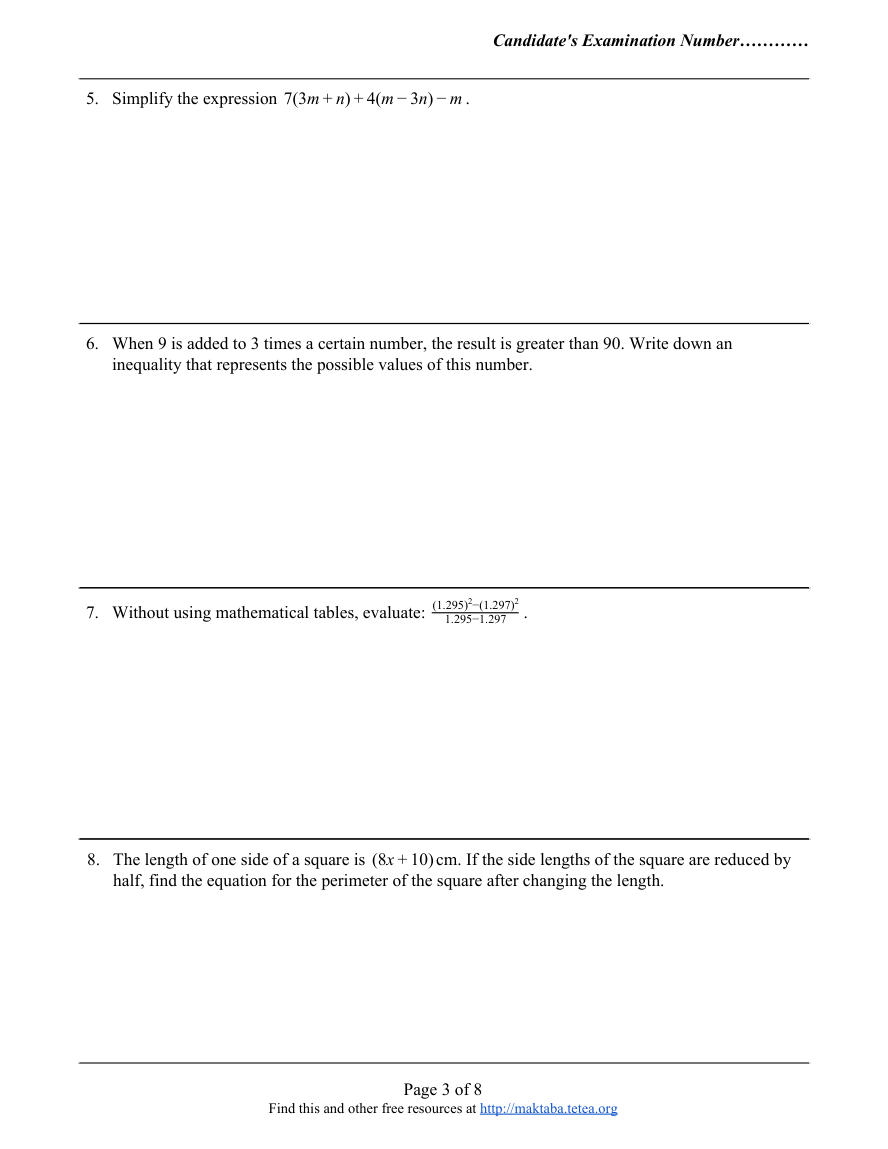 Candidate's Examination Number…………
5. Simplify the expression 7(3m + n) + 4(m − 3n) − m .
6. When 9 is added to 3 times a certain number, the result is greater than 90. Write down an
inequality that represents the possible values of this number.
7. Without using mathematical tables, evaluate: \frac{(1.295)^2−(1.297)^2}{1.295−1.297} .
8. The length of one side of a square is (8x + 10) cm. If the side lengths of the square are reduced by
half, find the equation for the perimeter of the square after changing the length.
Page 3 of 8
Find this and other free resources at http://maktaba.tetea.org